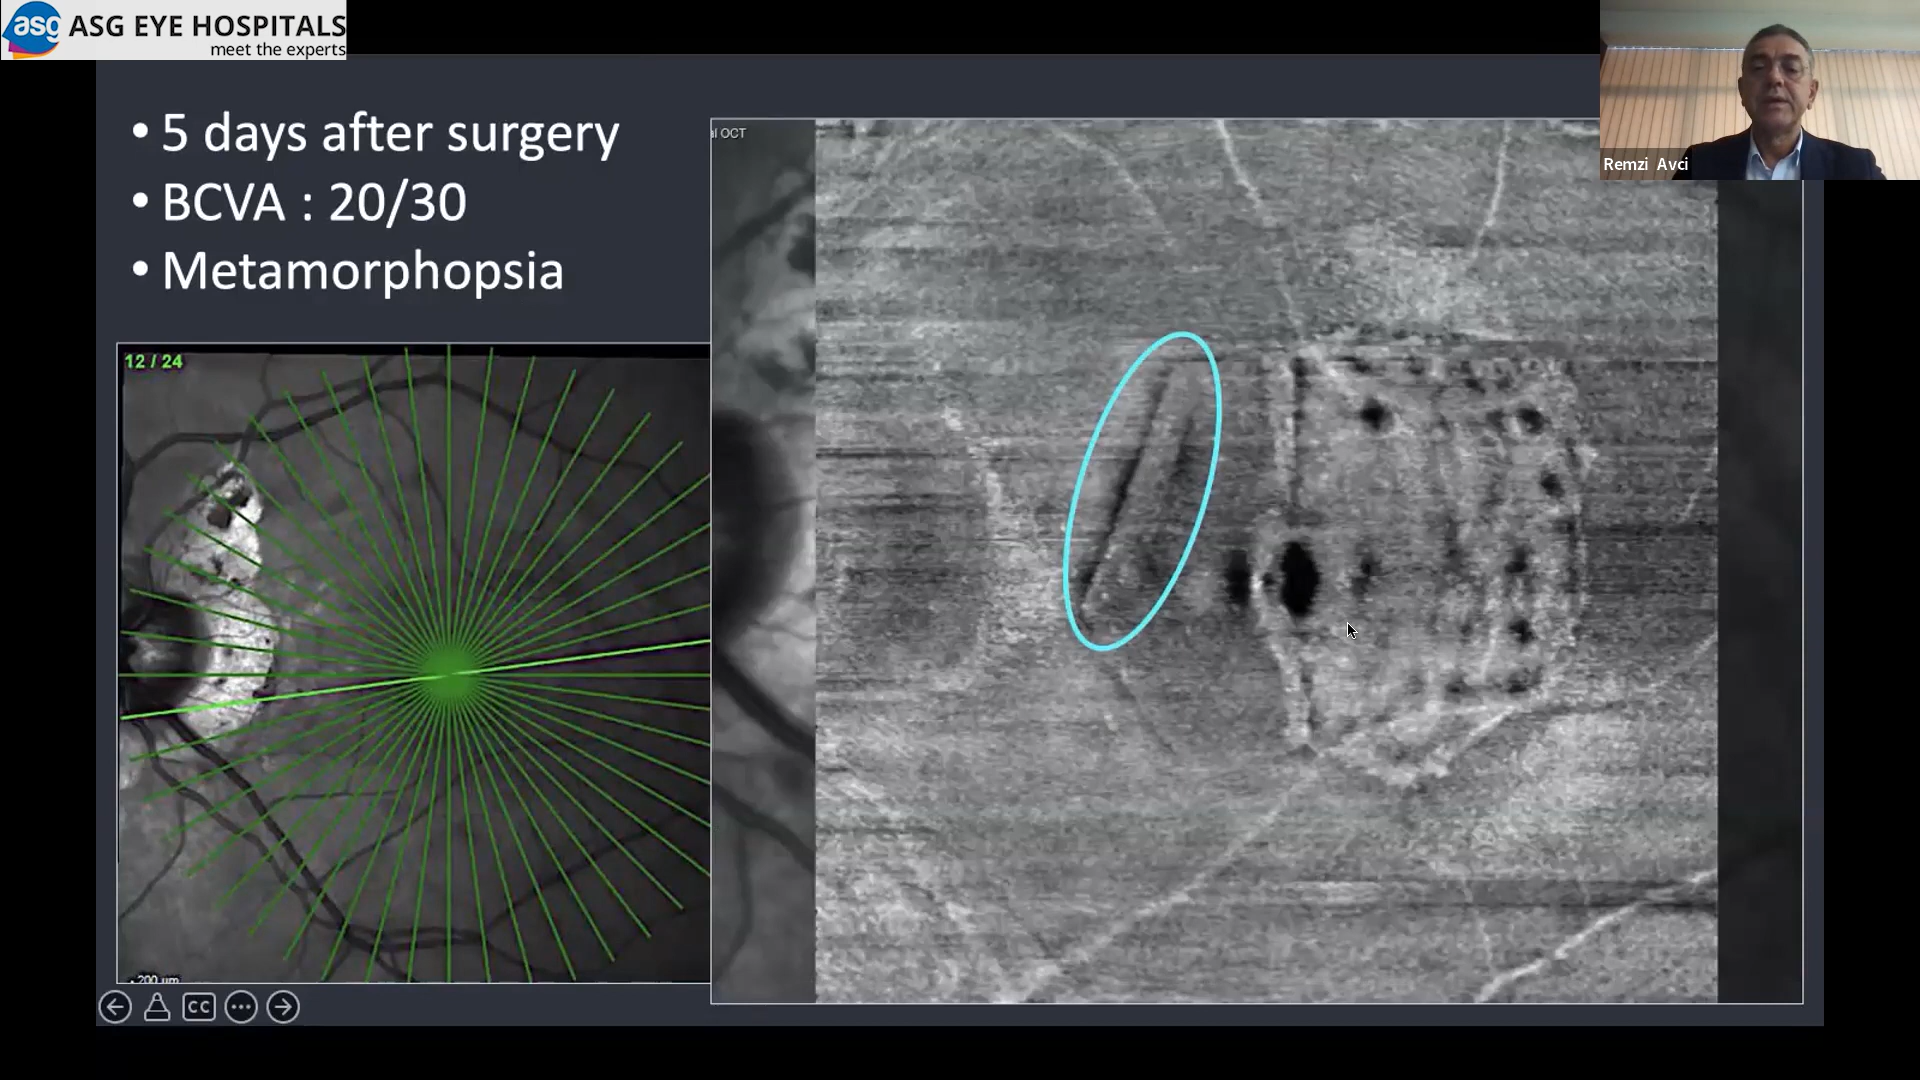 asg ASG EYE HOSPITALS
meet the experts
• 5 days after surgery
• BCVA : 20/30
• Metamorphopsia
l OCT
Remzi Avci
12 / 24
200 µm
CC